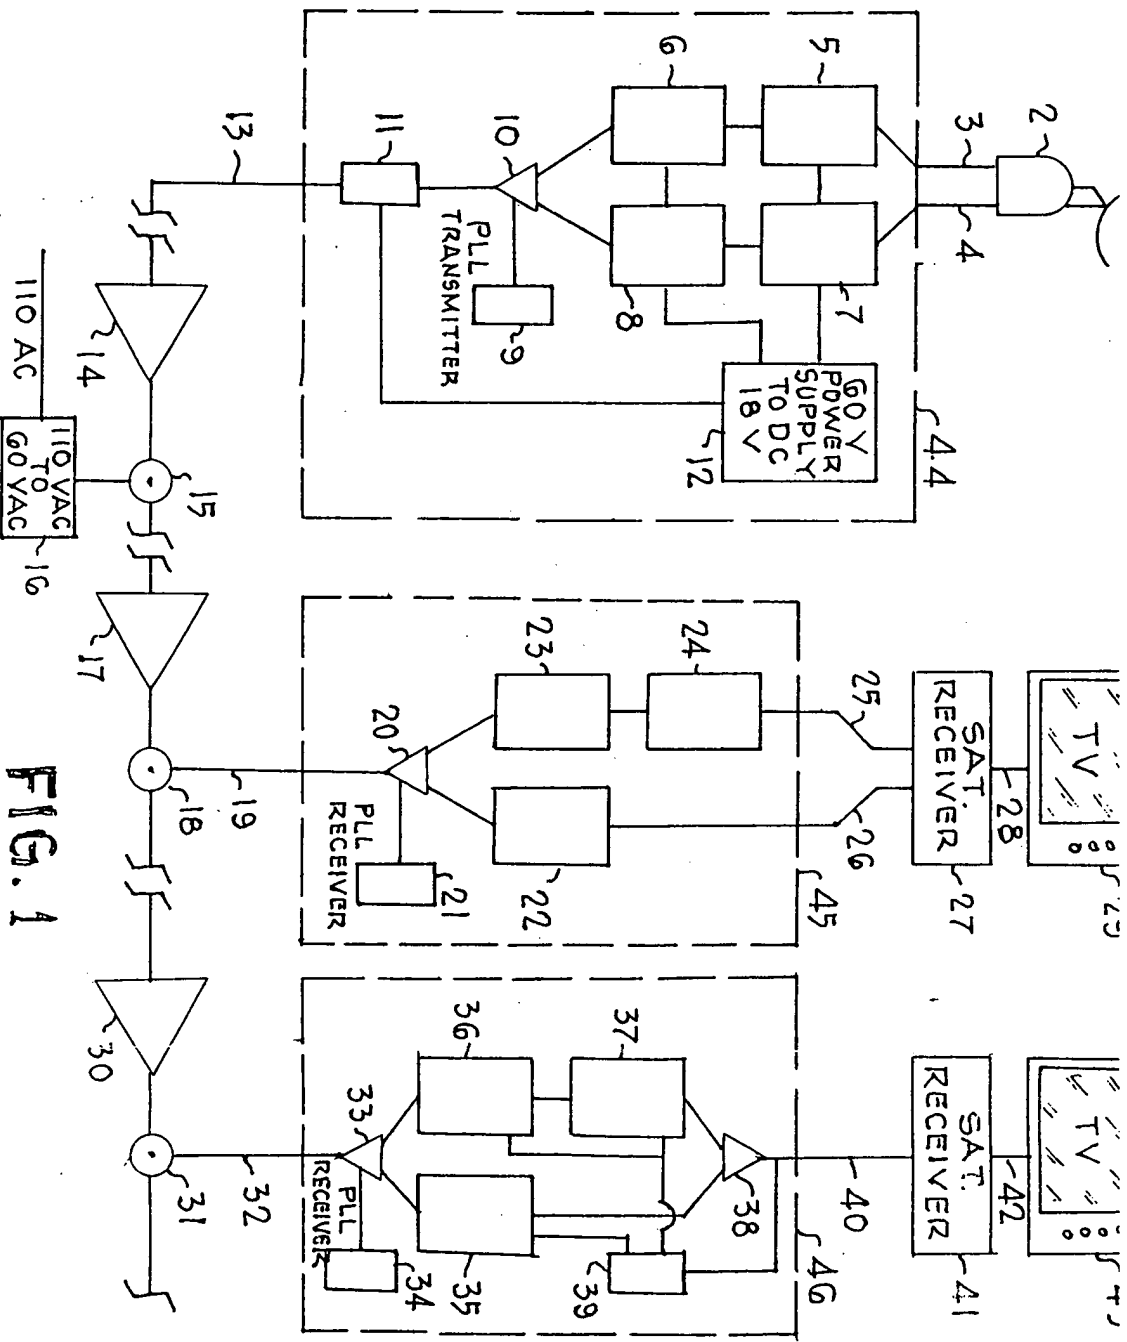 TV
TV
2
28
42
3
4
SAT.
RECEIVER
27
SAT.
RECEIVER
41
44
25
26
40
45
46
5
7
60 V
POWER
SUPPLY
TO DC
18 V
12
24
38
6
8
37
39
23
22
36
35
10
PLL
TRANSMITTER
9
20
PLL
RECEIVER
21
33
PLL
RECEIVER
34
11
13
19
32
15
18
31
14
17
30
110 AC
110 VAC
TO
60 VAC
16
FIG. 1